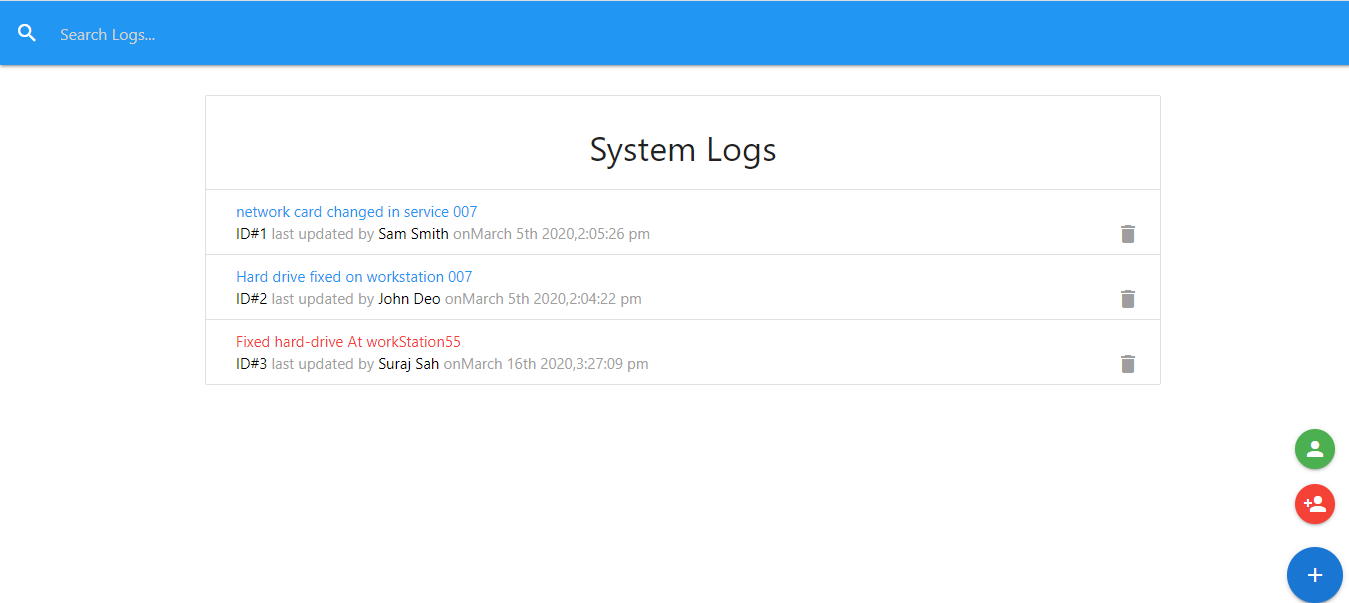 Search Logs...
System Logs
network card changed in service 007
ID#1 last updated by Sam Smith onMarch 5th 2020,2:05:26 pm
Hard drive fixed on workstation 007
ID#2 last updated by John Deo onMarch 5th 2020,2:04:22 pm
Fixed hard-drive At workStation55
ID#3 last updated by Suraj Sah onMarch 16th 2020,3:27:09 pm